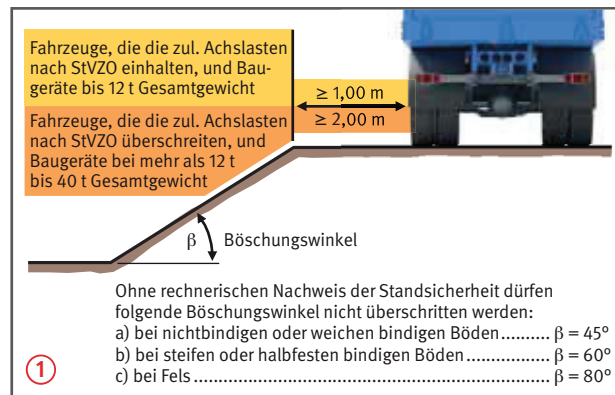 Fahrzeuge, die die zul. Achslasten
nach StVZO einhalten, und Bau-
geräte bis 12 t Gesamtgewicht
≥ 1,00 m
Fahrzeuge, die die zul. Achslasten
nach StVZO überschreiten, und
Baugeräte bei mehr als 12 t
bis 40 t Gesamtgewicht
≥ 2,00 m
β Böschungswinkel
Ohne rechnerischen Nachweis der Standsicherheit dürfen
folgende Böschungswinkel nicht überschritten werden:
a) bei nichtbindigen oder weichen bindigen Böden.......... β = 45°
b) bei steifen oder halbfesten bindigen Böden ................. β = 60°
c) bei Fels ........................................................... β = 80°
1